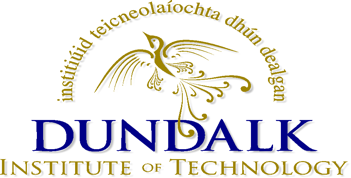 institiúid teicneolaíochta dhún dealgan
DUNDALK
INSTITUTE OF TECHNOLOGY